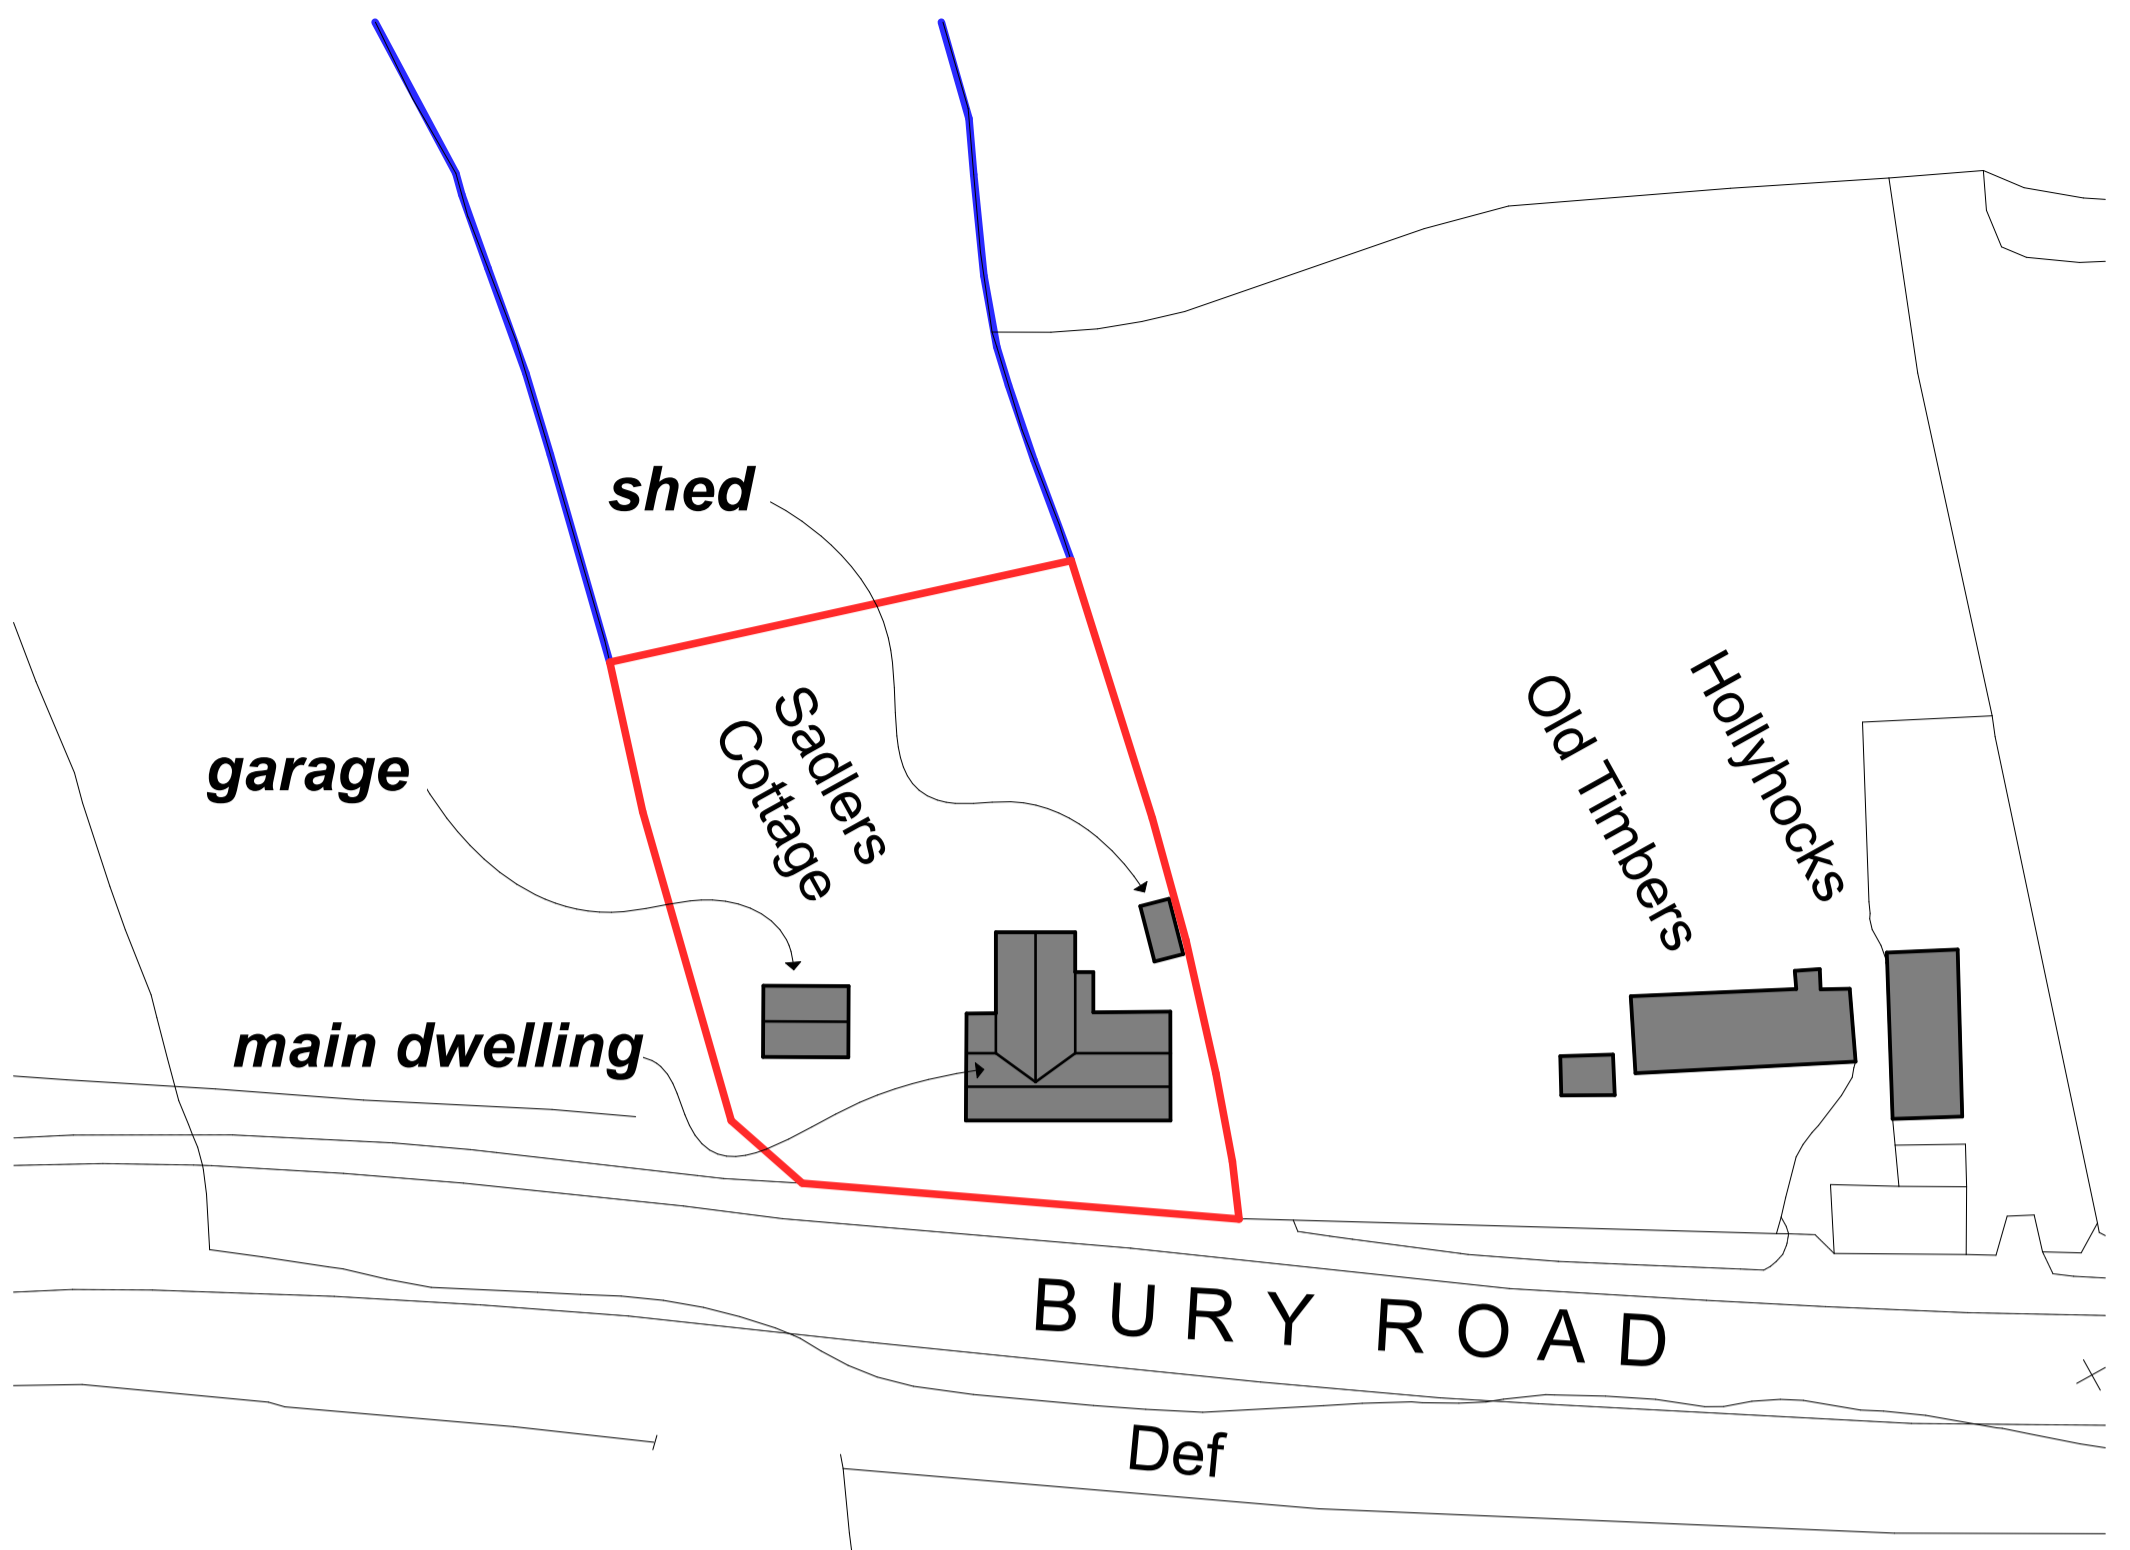 shed
garage
Sadlers
Cottage
main dwelling
Old Timbers
Hollyhocks
BURY ROAD
Def